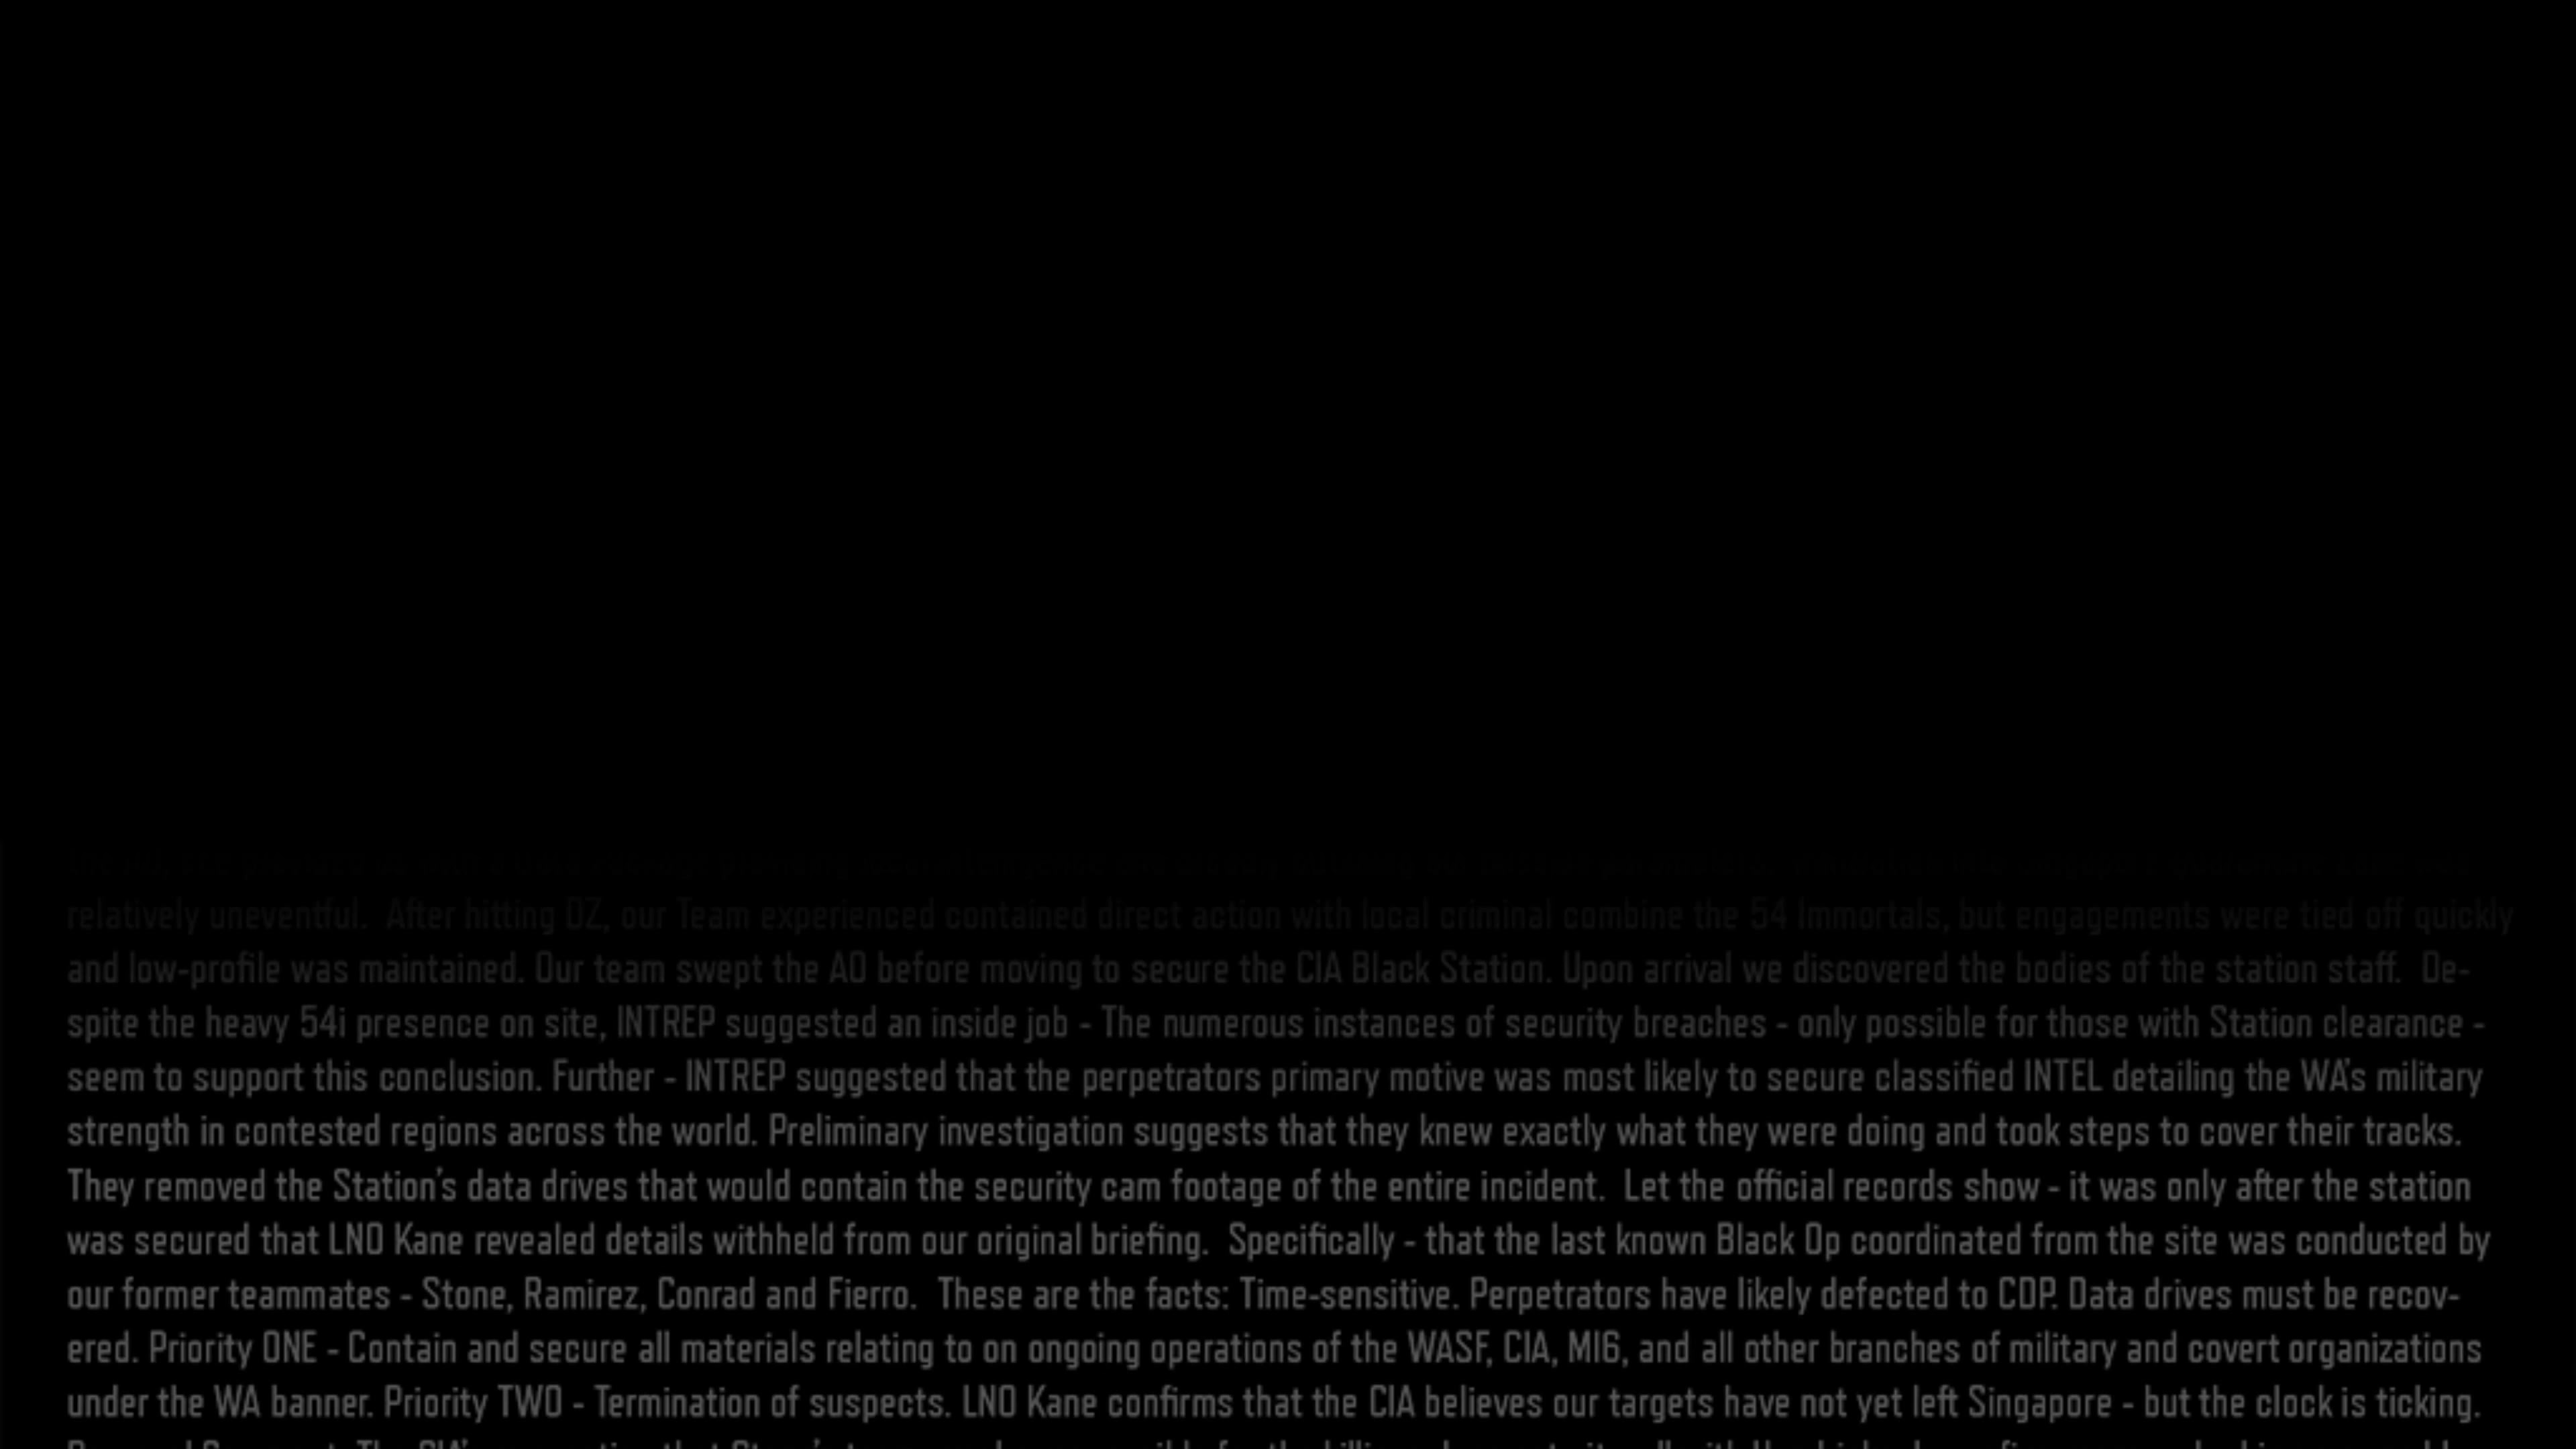 relatively uneventful.  After hitting DZ, our Team experienced contained direct action with local criminal combine the 54 Immortals, but engagements were tied off quickly
and low-profile was maintained. Our team swept the AO before moving to secure the CIA Black Station. Upon arrival we discovered the bodies of the station staff.  De-
spite the heavy 54i presence on site, INTREP suggested an inside job - The numerous instances of security breaches - only possible for those with Station clearance -
seem to support this conclusion. Further - INTREP suggested that the perpetrators primary motive was most likely to secure classified INTEL detailing the WA's military
strength in contested regions across the world. Preliminary investigation suggests that they knew exactly what they were doing and took steps to cover their tracks.
They removed the Station's data drives that would contain the security cam footage of the entire incident.  Let the official records show - it was only after the station
was secured that LNO Kane revealed details withheld from our original briefing.  Specifically - that the last known Black Op coordinated from the site was conducted by
our former teammates - Stone, Ramirez, Conrad and Fierro.  These are the facts: Time-sensitive. Perpetrators have likely defected to CDP. Data drives must be recov-
ered. Priority ONE - Contain and secure all materials relating to on ongoing operations of the WASF, CIA, MI6, and all other branches of military and covert organizations
under the WA banner. Priority TWO - Termination of suspects. LNO Kane confirms that the CIA believes our targets have not yet left Singapore - but the clock is ticking.